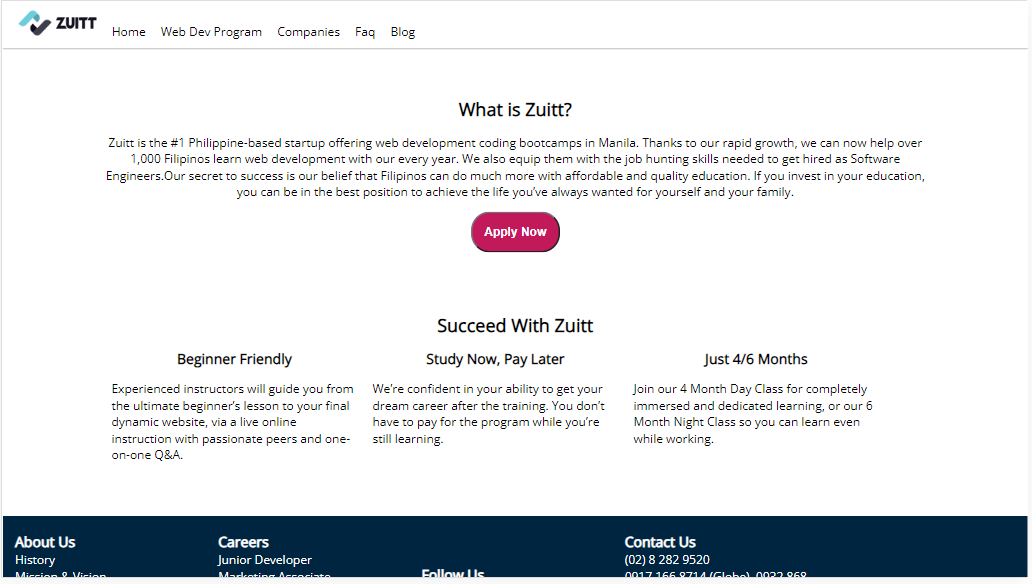 ZUITT
Home Web Dev Program Companies Faq Blog
What is Zuitt?
Zuitt is the #1 Philippine-based startup offering web development coding bootcamps in Manila. Thanks to our rapid growth, we can now help over
1,000 Filipinos learn web development with our every year. We also equip them with the job hunting skills needed to get hired as Software
Engineers.Our secret to success is our belief that Filipinos can do much more with affordable and quality education. If you invest in your education,
you can be in the best position to achieve the life you’ve always wanted for yourself and your family.
Apply Now
Succeed With Zuitt
Beginner Friendly
Experienced instructors will guide you from
the ultimate beginner’s lesson to your final
dynamic website, via a live online
instruction with passionate peers and one-
on-one Q&A.
Study Now, Pay Later
We’re confident in your ability to get your
dream career after the training. You don’t
have to pay for the program while you’re
still learning.
Just 4/6 Months
Join our 4 Month Day Class for completely
immersed and dedicated learning, or our 6
Month Night Class so you can learn even
while working.
About Us
History
Mission & Vision
Careers
Junior Developer
Marketing Associate
Follow Us
Contact Us
(02) 8 282 9520
0917 166 8714 (Globe), 0932 868